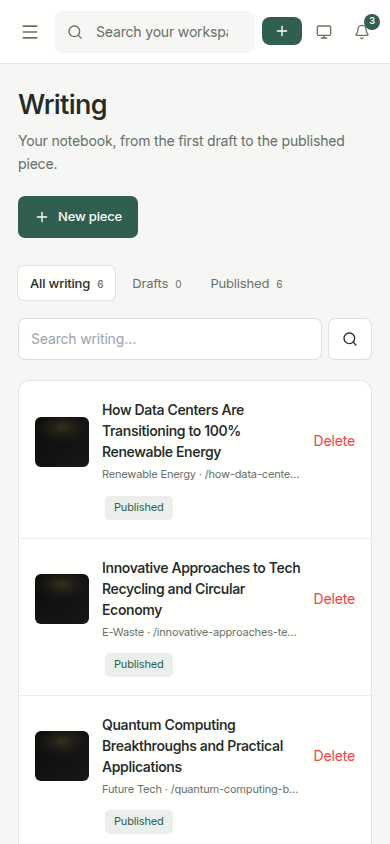 Search your workspa
3
Writing
Your notebook, from the first draft to the published
piece.
New piece
All writing 6 Drafts 0 Published 6
Search writing...
How Data Centers Are
Transitioning to 100%
Renewable Energy
Renewable Energy · /how-data-cente...
Published
Delete
Innovative Approaches to Tech
Recycling and Circular
Economy
E-Waste · /innovative-approaches-te...
Published
Delete
Quantum Computing
Breakthroughs and Practical
Applications
Future Tech · /quantum-computing-b...
Published
Delete